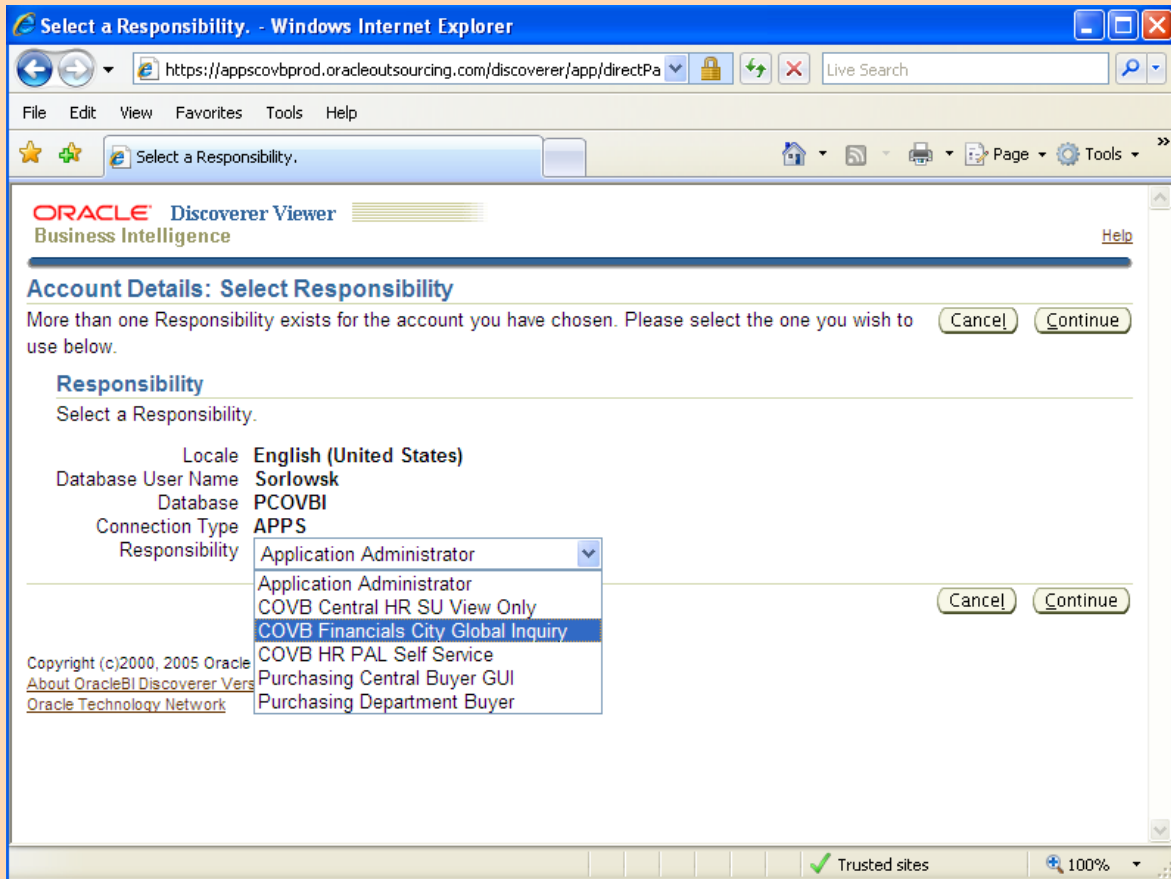 Select a Responsibility. - Windows Internet Explorer
https://appscovbprod.oracleoutsourcing.com/discoverer/app/directPa
Live Search
File Edit View Favorites Tools Help
Select a Responsibility.
Page Tools »
ORACLE Discoverer Viewer
Business Intelligence
Help
Account Details: Select Responsibility
More than one Responsibility exists for the account you have chosen. Please select the one you wish to
use below.
Cancel Continue
Responsibility
Select a Responsibility.
Locale English (United States)
Database User Name Sorlowsk
Database PCOVBI
Connection Type APPS
Responsibility Application Administrator
Application Administrator
COVB Central HR SU View Only
COVB Financials City Global Inquiry
COVB HR PAL Self Service
Purchasing Central Buyer GUI
Purchasing Department Buyer
Cancel Continue
Copyright (c)2000, 2005 Oracle
About OracleBI Discoverer Vers
Oracle Technology Network
Trusted sites
100%